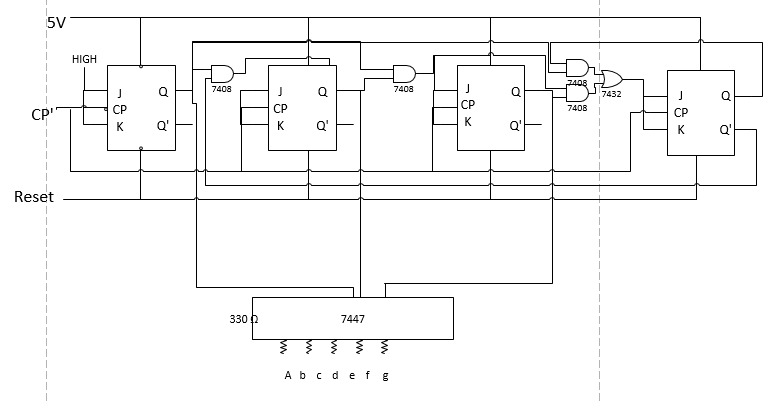 5V
HIGH
J Q
CP
K Q'
7408
J Q
CP
K Q'
7408
J Q
CP
K Q'
7408
7408
7432
J Q
CP
K Q'
CP'
Reset
330 Ω
7447
A b c d e f g